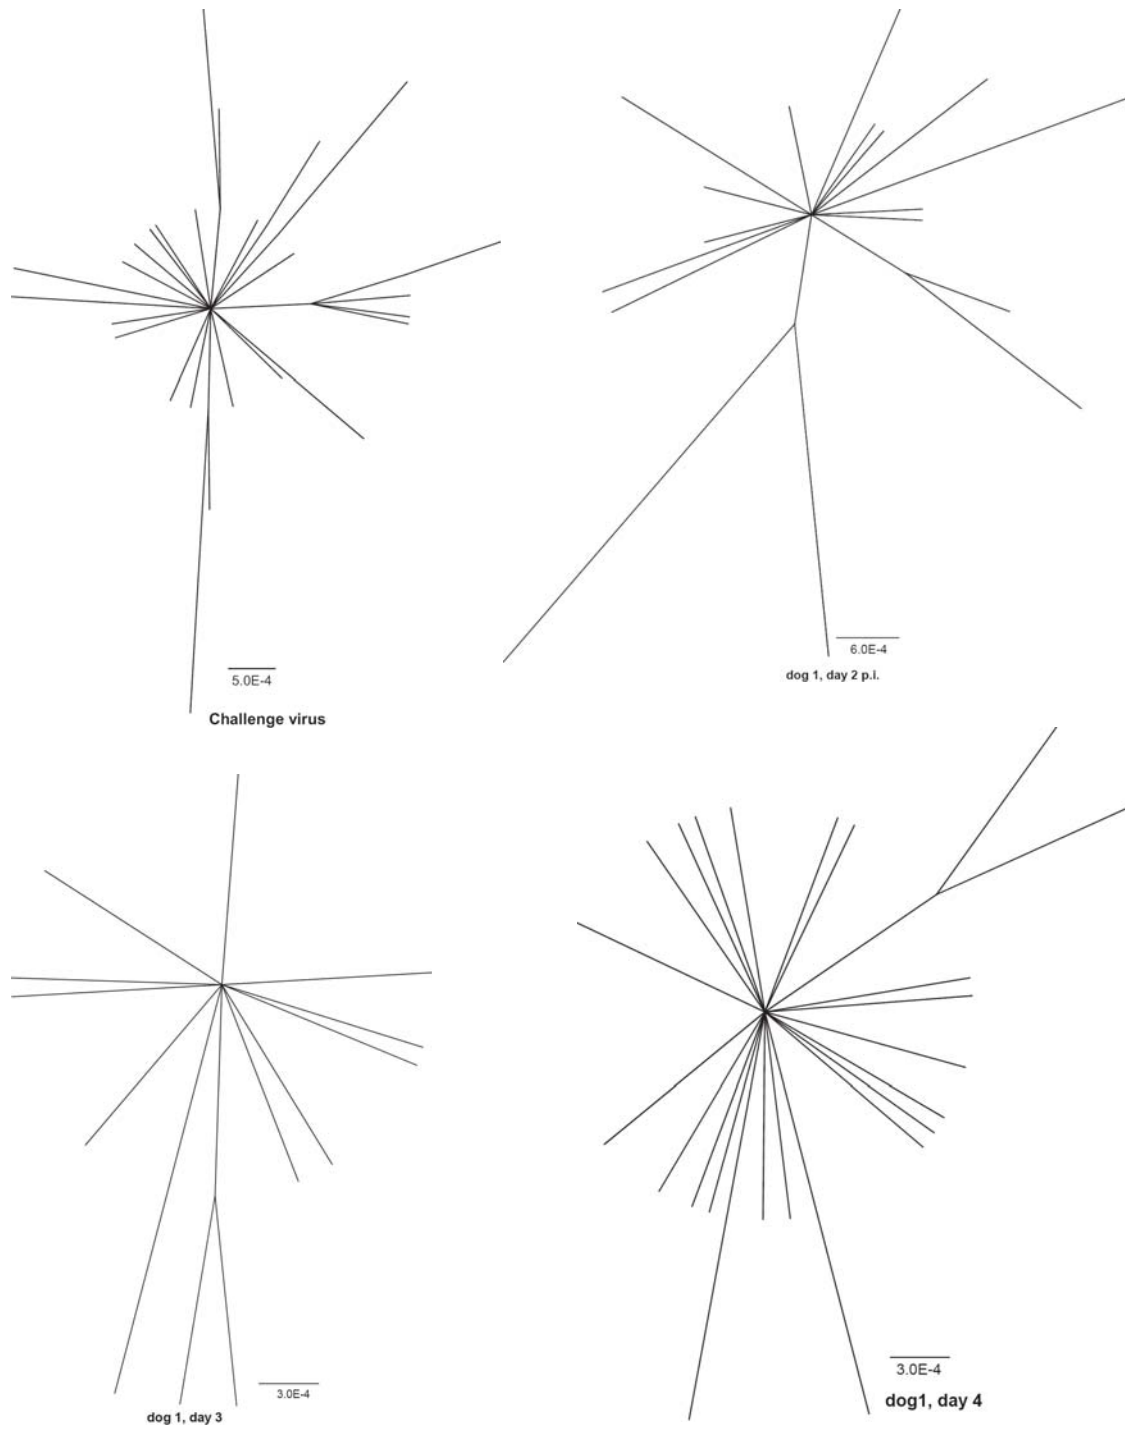 5.0E-4
Challenge virus
6.0E-4
dog 1, day 2 p.i.
3.0E-4
dog 1, day 3
3.0E-4
dog1, day 4